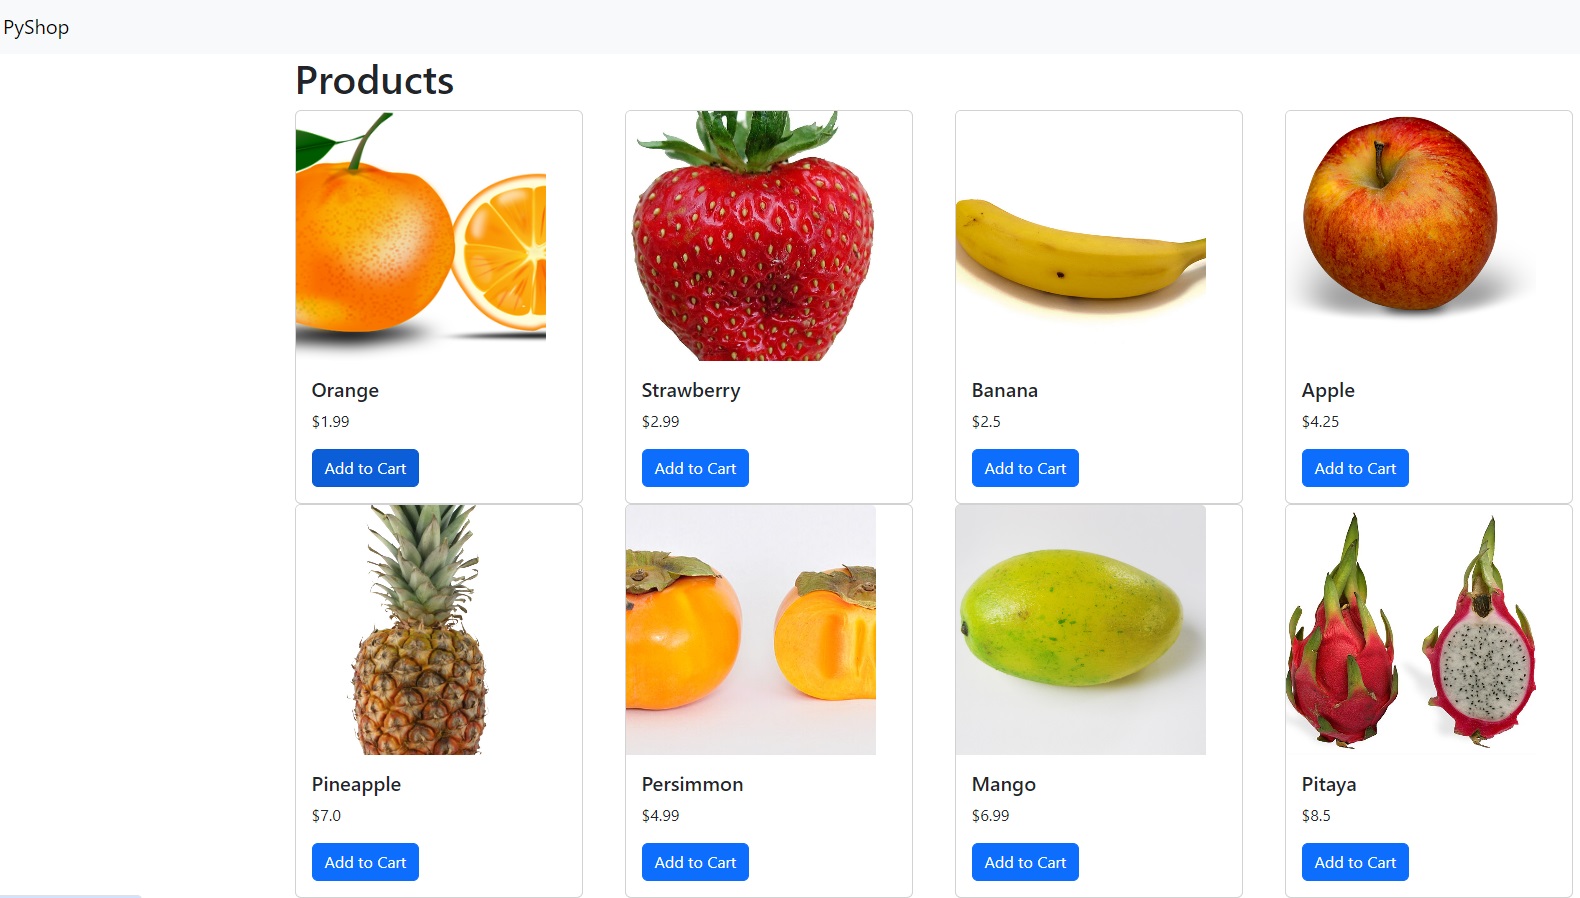 PyShop
Products
Orange
$1.99
Add to Cart
Strawberry
$2.99
Add to Cart
Banana
$2.5
Add to Cart
Apple
$4.25
Add to Cart
Pineapple
$7.0
Add to Cart
Persimmon
$4.99
Add to Cart
Mango
$6.99
Add to Cart
Pitaya
$8.5
Add to Cart